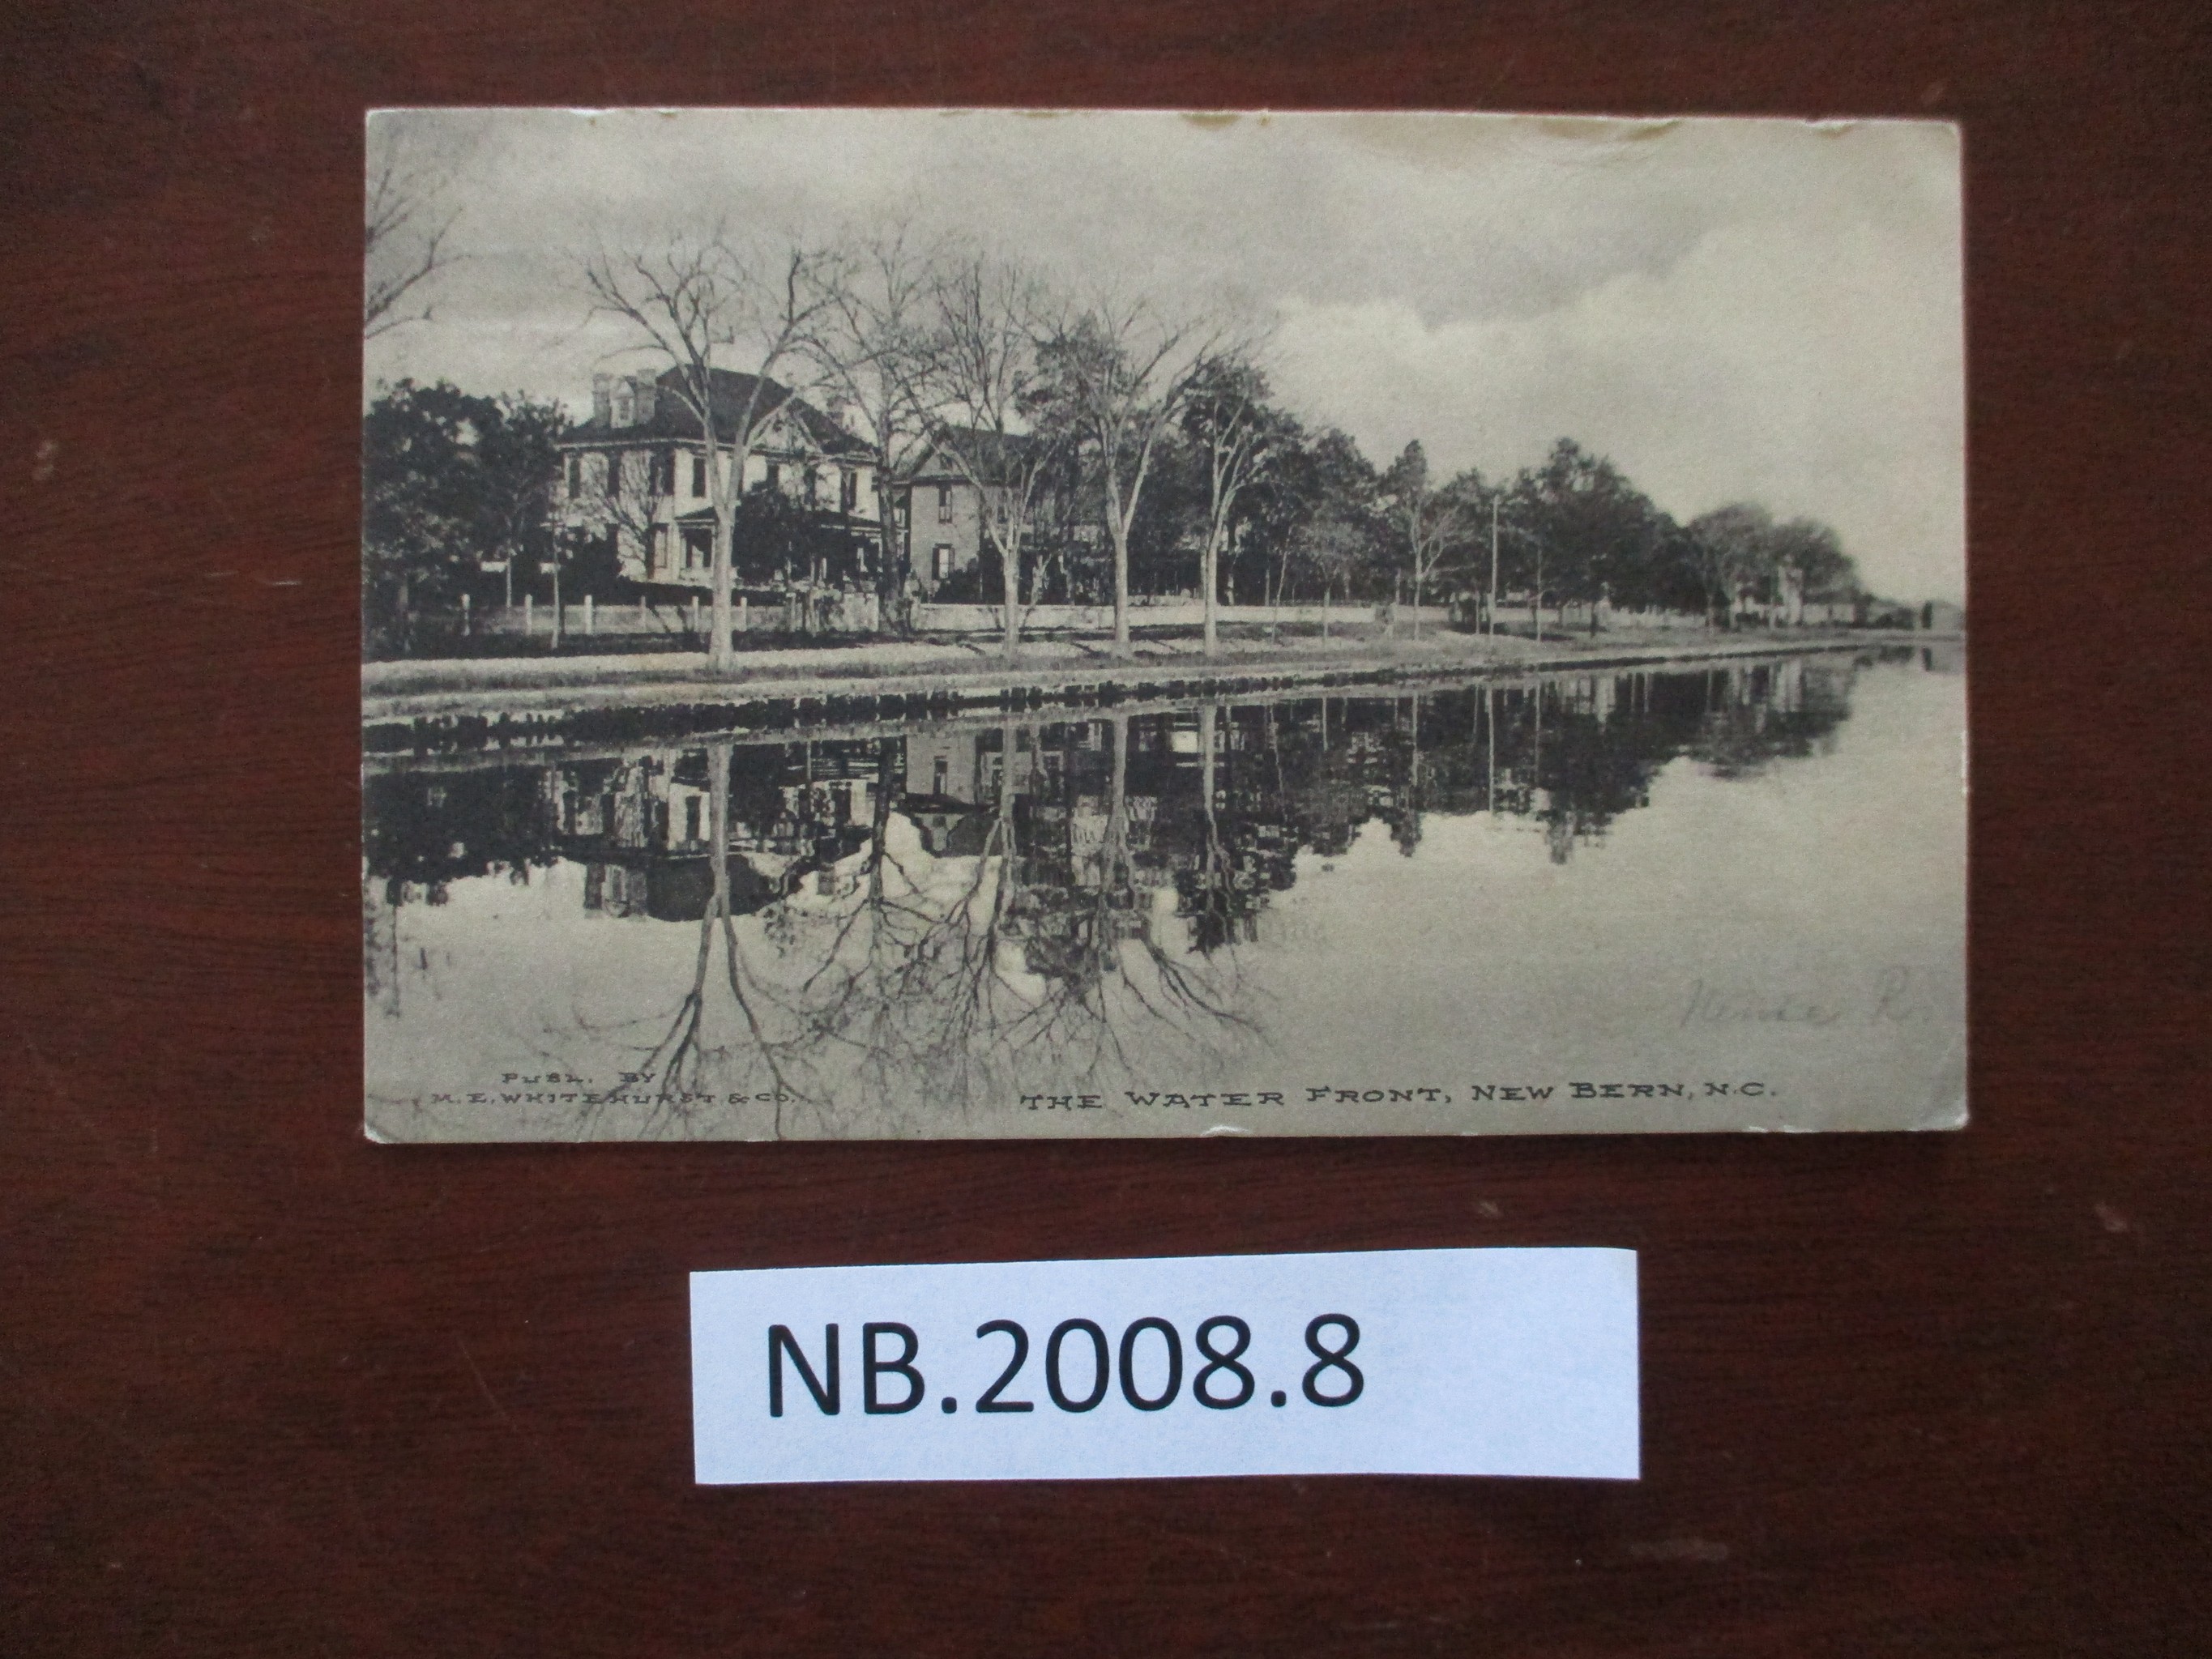 R.
PUBL. BY
M. E. WHITEHURST & CO.
THE WATER FRONT, NEW BERN, N.C.
NB.2008.8